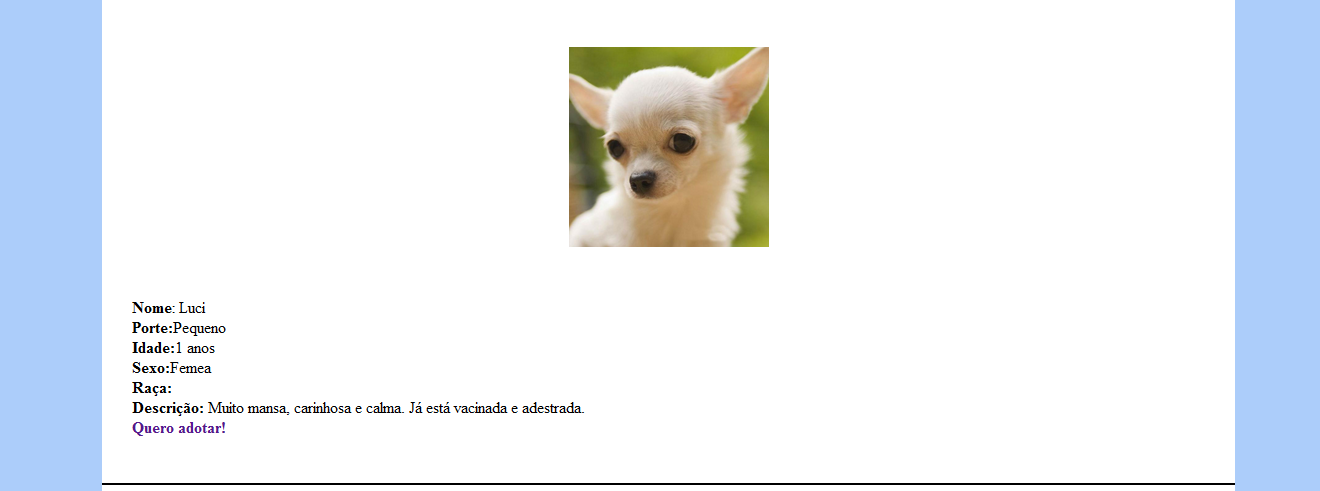 Nome: Luci
Porte:Pequeno
Idade:1 anos
Sexo:Femea
Raça:
Descrição: Muito mansa, carinhosa e calma. Já está vacinada e adestrada.
Quero adotar!